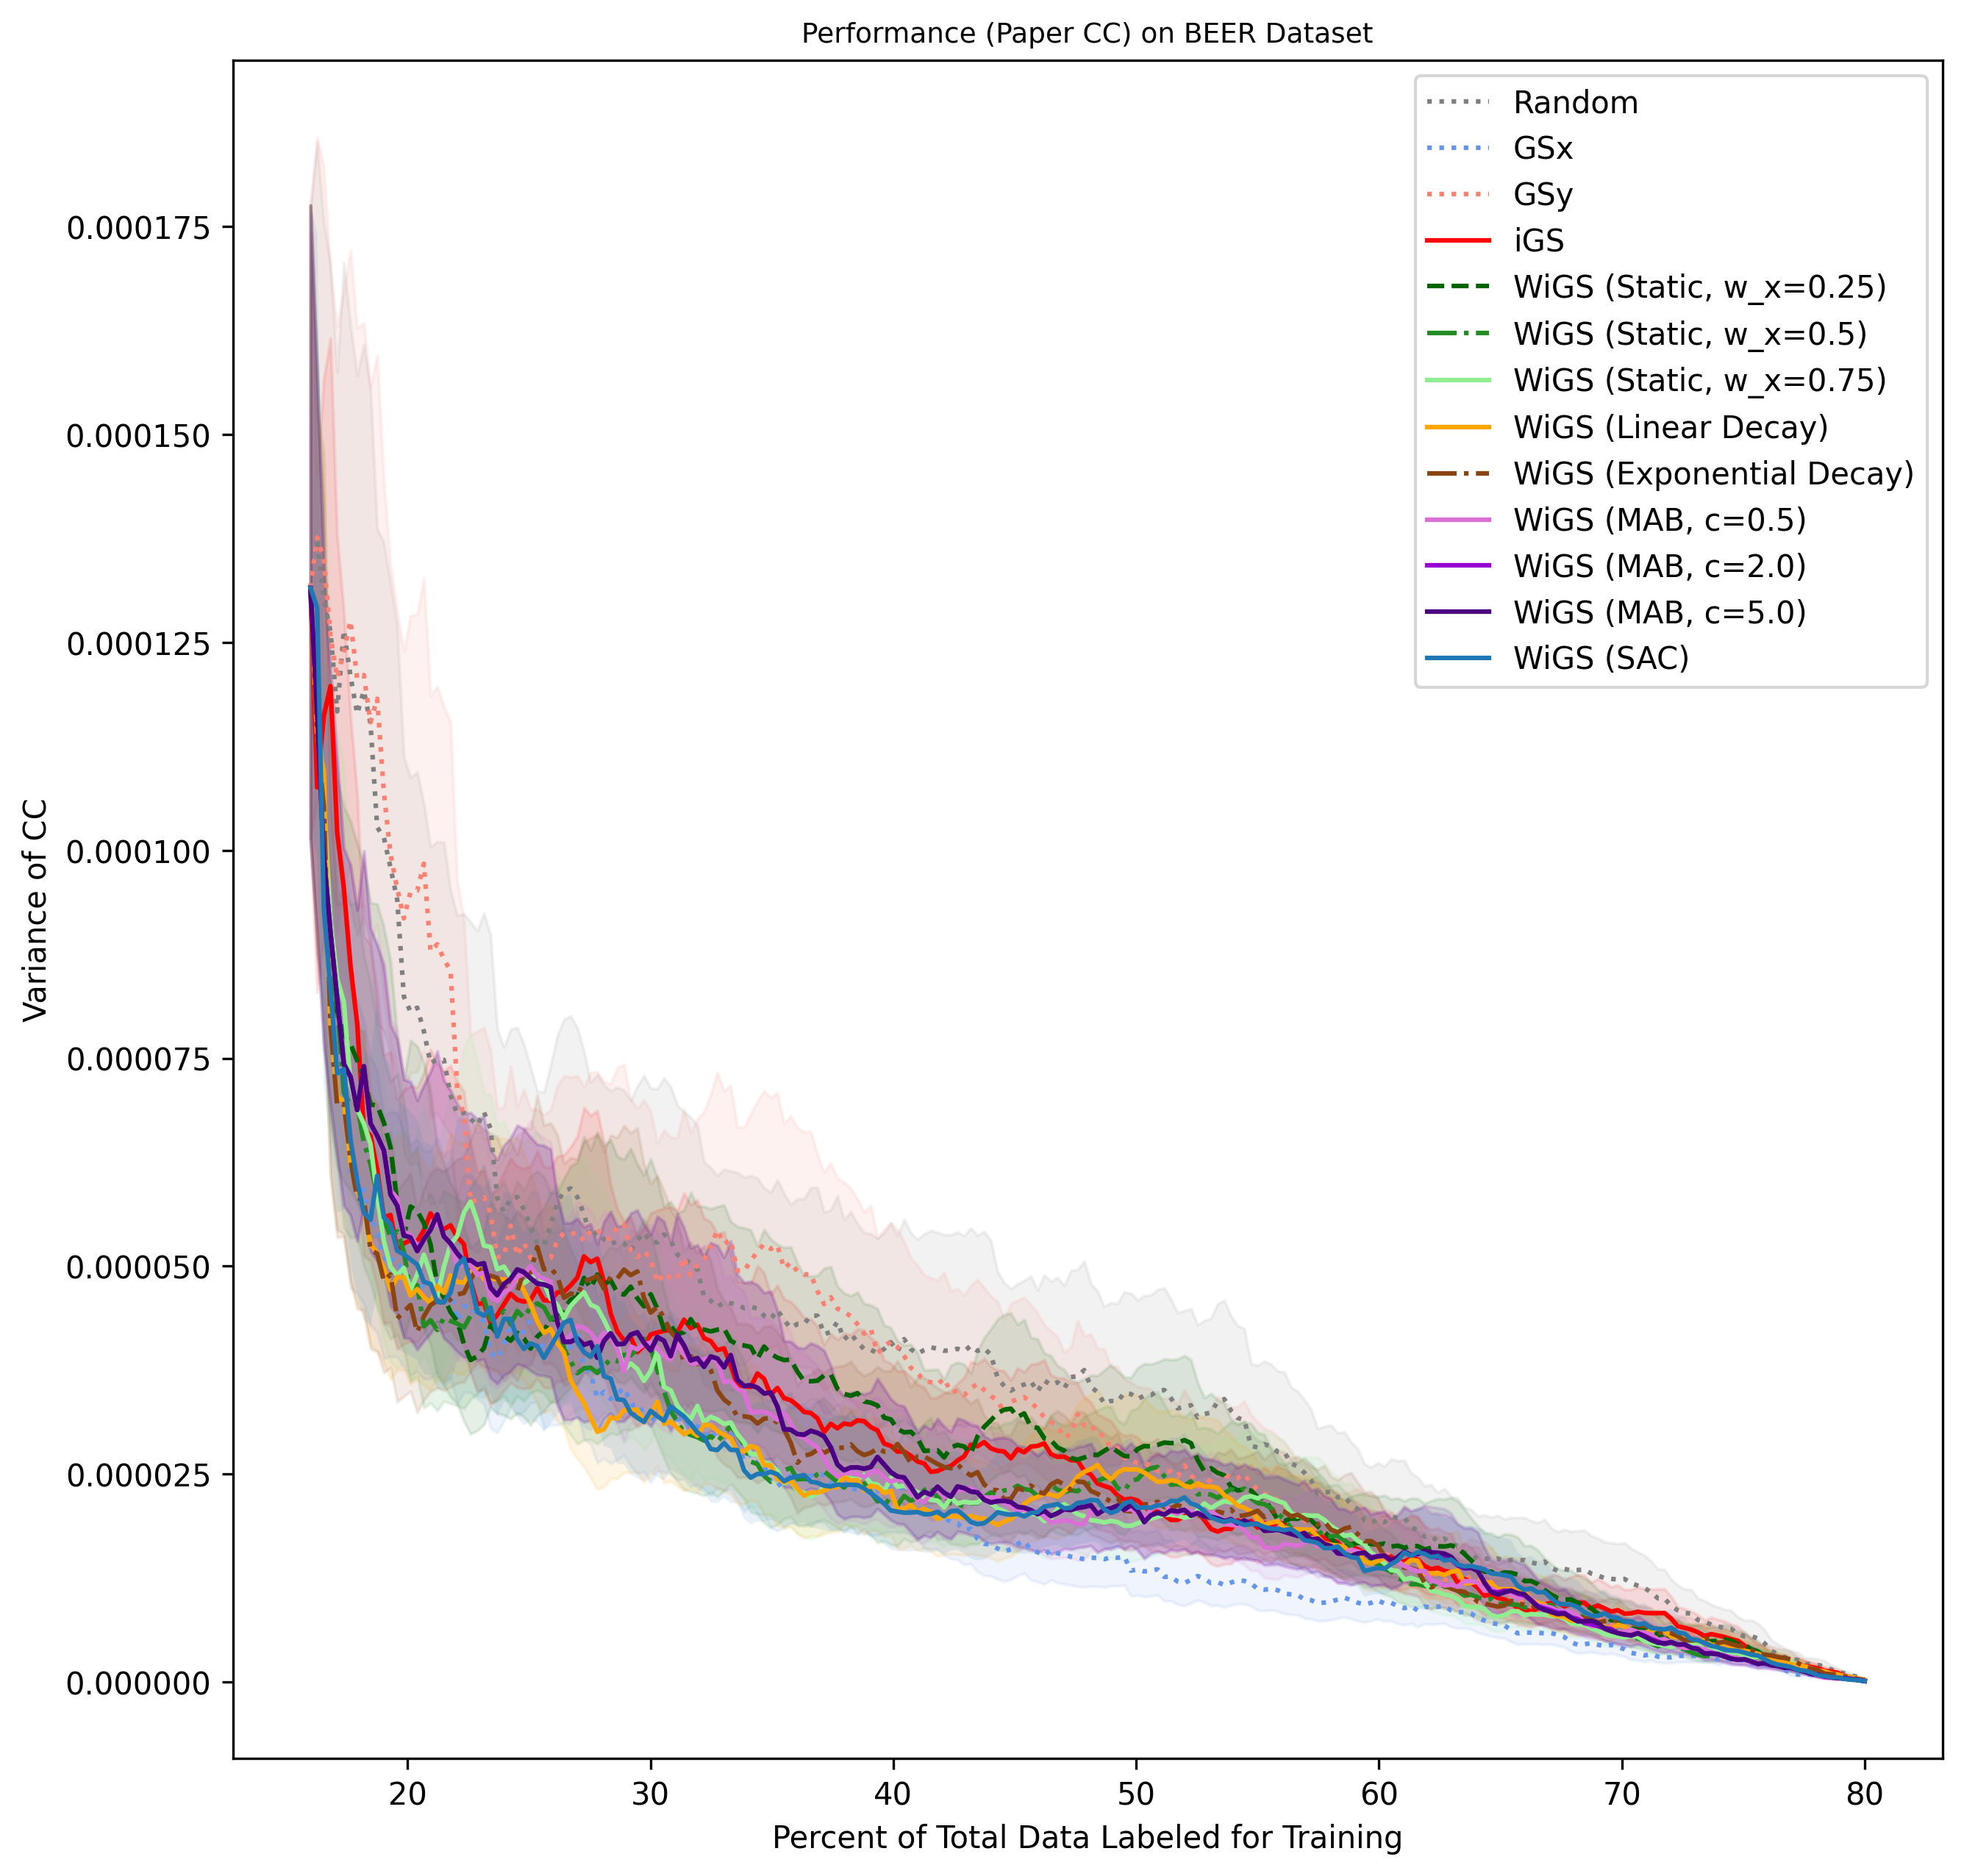 Performance (Paper CC) on BEER Dataset
Variance of CC
0.000175
0.000150
0.000125
0.000100
0.000075
0.000050
0.000025
0.000000
Random
GSx
GSy
iGS
WiGS (Static, w_x=0.25)
WiGS (Static, w_x=0.5)
WiGS (Static, w_x=0.75)
WiGS (Linear Decay)
WiGS (Exponential Decay)
WiGS (MAB, c=0.5)
WiGS (MAB, c=2.0)
WiGS (MAB, c=5.0)
WiGS (SAC)
20 30 40 50 60 70 80
Percent of Total Data Labeled for Training